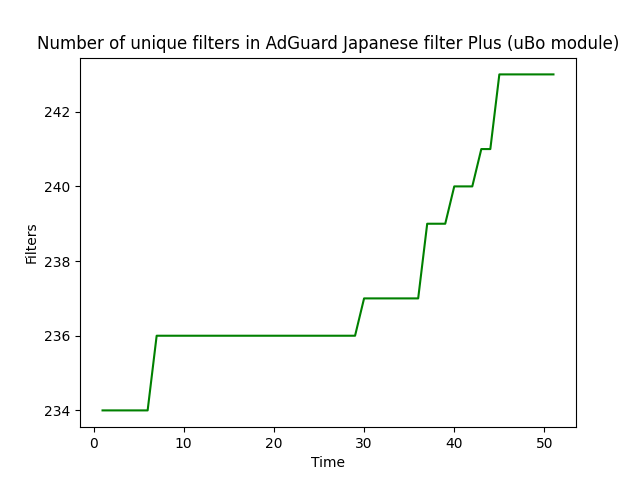 Number of unique filters in AdGuard Japanese filter Plus (uBo module)
242
240
238
236
234
Filters
0 10 20 30 40 50
Time